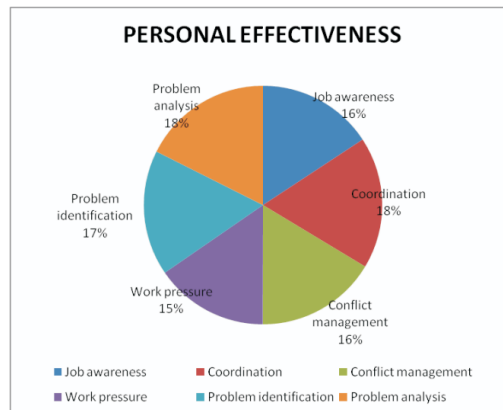 PERSONAL EFFECTIVENESS
Problem
analysis
18%
Job awareness
16%
Coordination
18%
Problem
identification
17%
Work pressure
15%
Conflict
management
16%
Job awareness
Coordination
Conflict management
Work pressure
Problem identification
Problem analysis